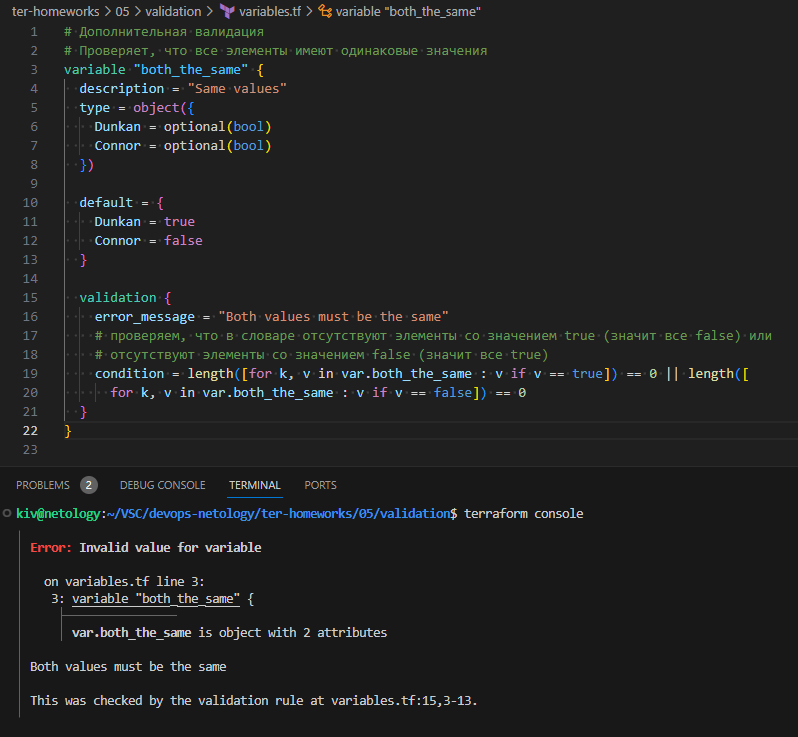 ter-homeworks > 05 > validation > variables.tf > variable "both_the_same"
1 # Дополнительная валидация
2 # Проверяет, что все элементы имеют одинаковые значения
3 variable "both_the_same" {
4 description = "Same values"
5 type = object({
6 Dunkan = optional(bool)
7 Connor = optional(bool)
8 })
9
10 default = {
11 Dunkan = true
12 Connor = false
13 }
14
15 validation {
16 error_message = "Both values must be the same"
17 # проверяем, что в словаре отсутствуют элементы со значением true (значит все false) или
18 # отсутствуют элементы со значением false (значит все true)
19 condition = length([for k, v in var.both_the_same : v if v == true]) == 0 || length([
20 for k, v in var.both_the_same : v if v == false]) == 0
21 }
22 }
23
PROBLEMS 2 DEBUG CONSOLE TERMINAL PORTS
kiv@netology:~/VSC/devops-netology/ter-homeworks/05/validation$ terraform console
Error: Invalid value for variable
on variables.tf line 3:
3: variable "both_the_same" {
var.both_the_same is object with 2 attributes
Both values must be the same
This was checked by the validation rule at variables.tf:15,3-13.